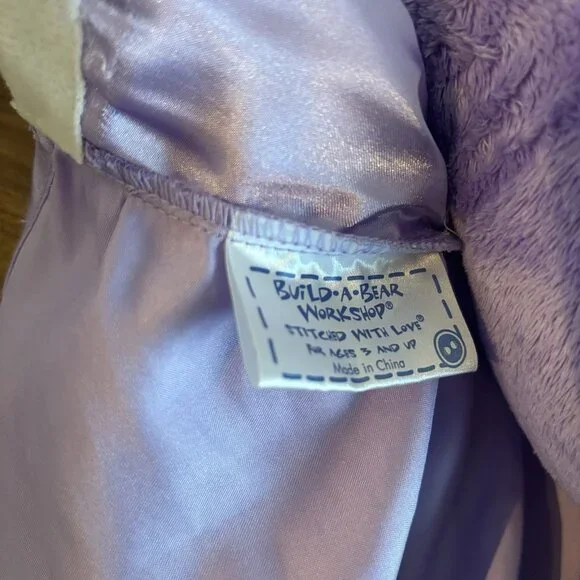 BUILD•A•BEAR
WORKSHOP®
STITCHED WITH LOVE®
FOR AGES 3 AND UP
Made in China